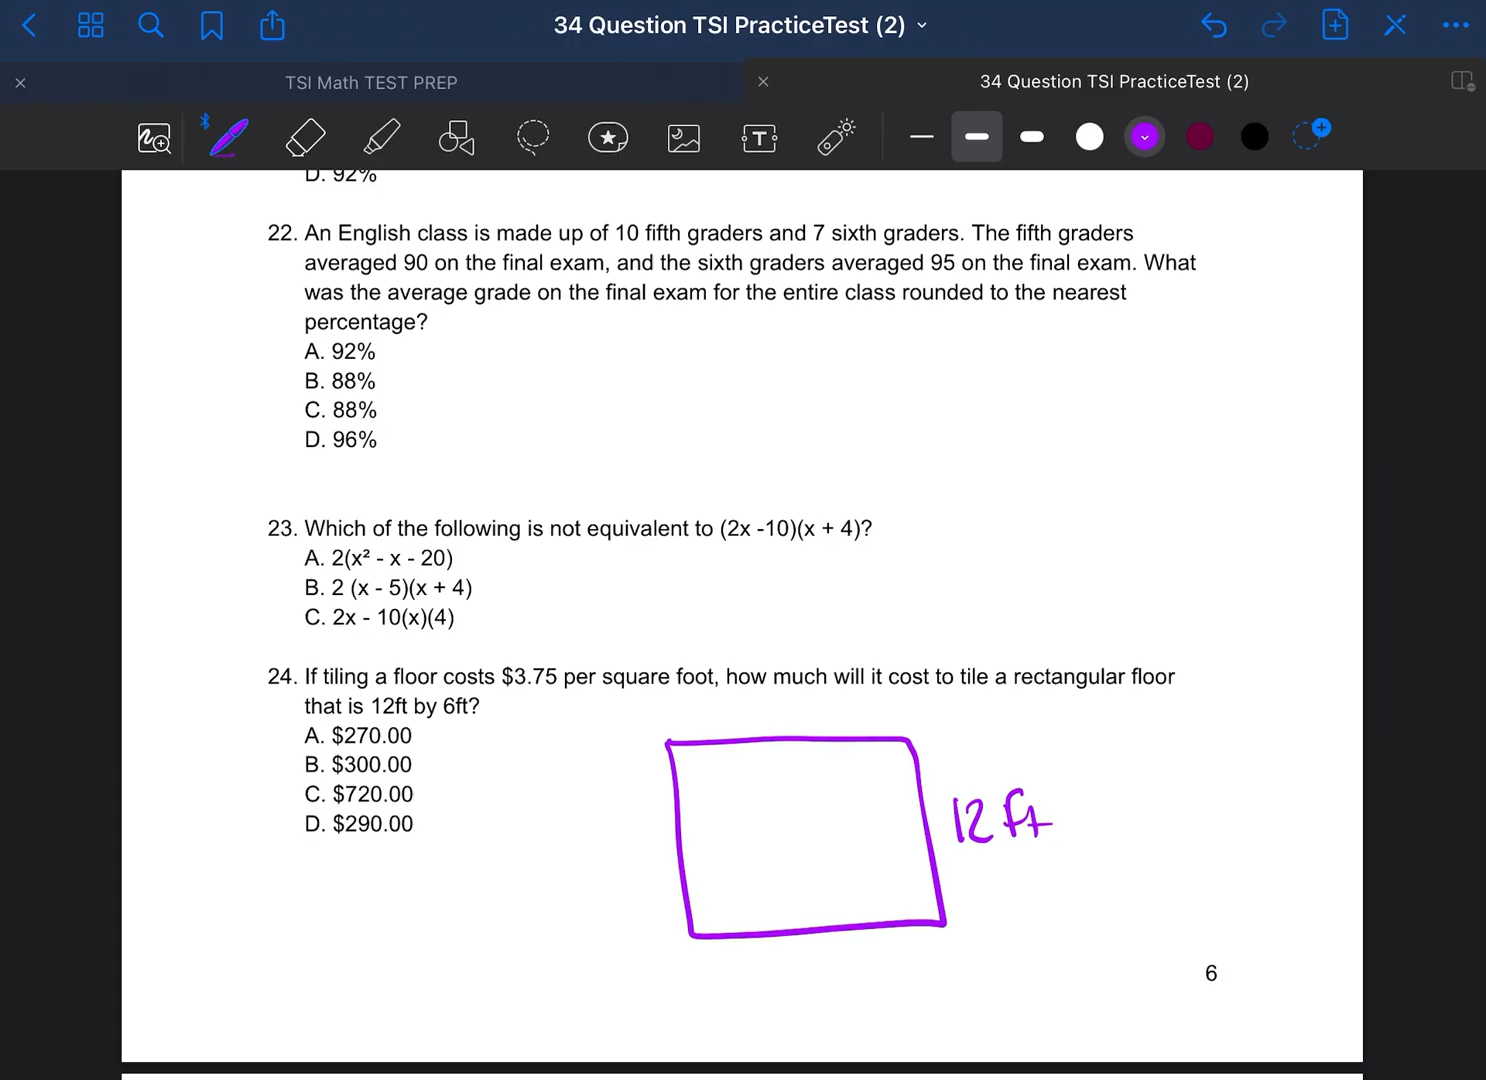 34 Question TSI PracticeTest (2)
TSI Math TEST PREP
34 Question TSI PracticeTest (2)
T
D. 92%
22. An English class is made up of 10 fifth graders and 7 sixth graders. The fifth graders
averaged 90 on the final exam, and the sixth graders averaged 95 on the final exam. What
was the average grade on the final exam for the entire class rounded to the nearest
percentage?
A. 92%
B. 88%
C. 88%
D. 96%
23. Which of the following is not equivalent to (2x -10)(x + 4)?
A. 2(x² - x - 20)
B. 2 (x - 5)(x + 4)
C. 2x - 10(x)(4)
24. If tiling a floor costs $3.75 per square foot, how much will it cost to tile a rectangular floor
that is 12ft by 6ft?
A. $270.00
B. $300.00
C. $720.00
D. $290.00
12 ft
6